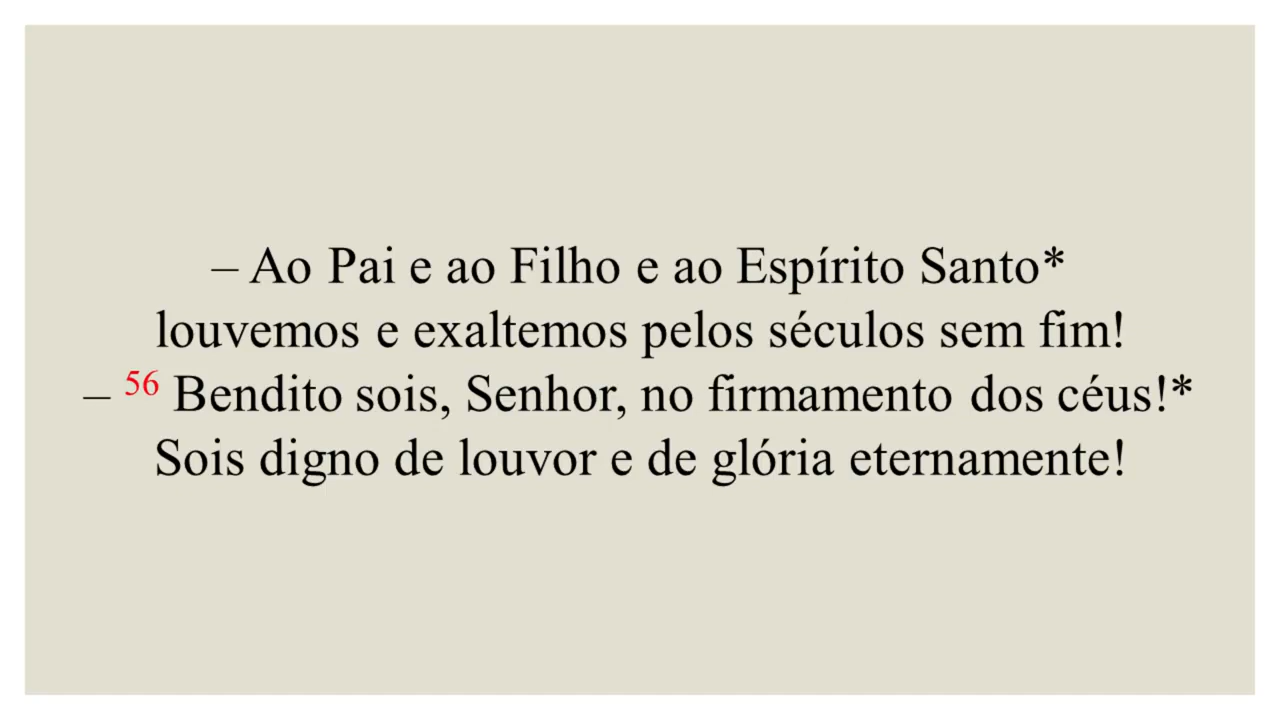 – Ao Pai e ao Filho e ao Espírito Santo*
louvemos e exaltemos pelos séculos sem fim!
– 56 Bendito sois, Senhor, no firmamento dos céus!*
Sois digno de louvor e de glória eternamente!